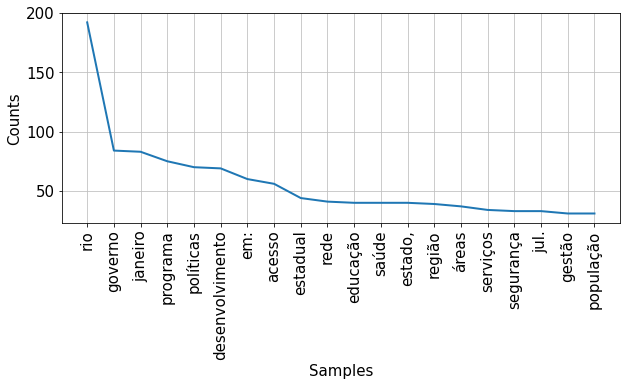 200
150
100
50
Counts
rio
governo
janeiro
programa
políticas
desenvolvimento
em:
acesso
estadual
rede
educação
saúde
estado,
região
áreas
serviços
segurança
jul.
gestão
população
Samples